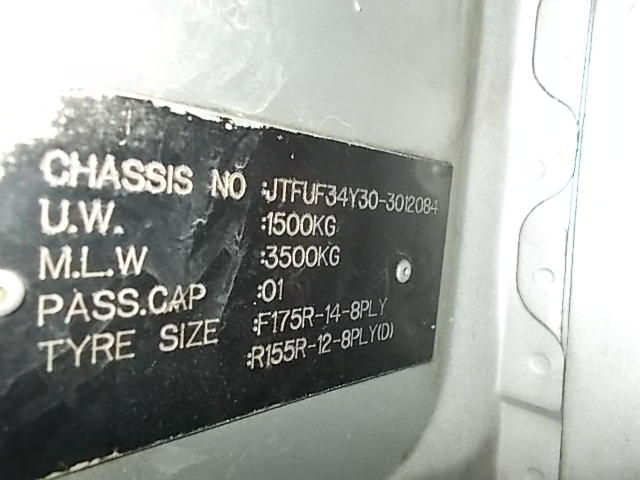 CHASSIS NO :JTFUF34Y30-3012084
U.W. :1500KG
M.L.W :3500KG
PASS.CAP :01
TYRE SIZE :F175R-14-8PLY
:R155R-12-8PLY(D)